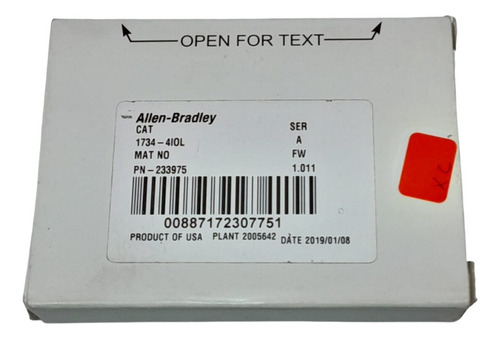 OPEN FOR TEXT
Allen-Bradley
CAT SER
1734-4IOL A
MAT NO FW
PN-233975 1.011
00887172307751
PRODUCT OF USA PLANT 2005642 DATE 2019/01/08
XC